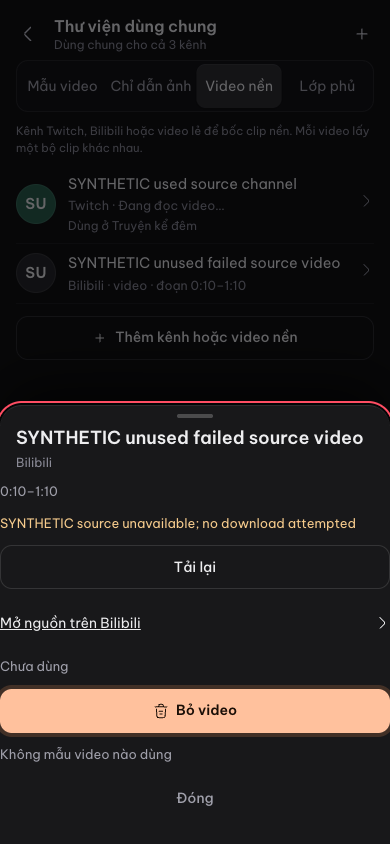 Thư viện dùng chung
Dùng chung cho cả 3 kênh
Mẫu video
Chỉ dẫn ảnh
Video nền
Lớp phủ
Kênh Twitch, Bilibili hoặc video lẻ để bốc clip nền. Mỗi video lấy
một bộ clip khác nhau.
SU
SYNTHETIC used source channel
Twitch · Đang đọc video…
Dùng ở Truyện kể đêm
SU
SYNTHETIC unused failed source video
Bilibili · video · đoạn 0:10–1:10
+ Thêm kênh hoặc video nền
SYNTHETIC unused failed source video
Bilibili
0:10–1:10
SYNTHETIC source unavailable; no download attempted
Tải lại
Mở nguồn trên Bilibili
Chưa dùng
Bỏ video
Không mẫu video nào dùng
Đóng